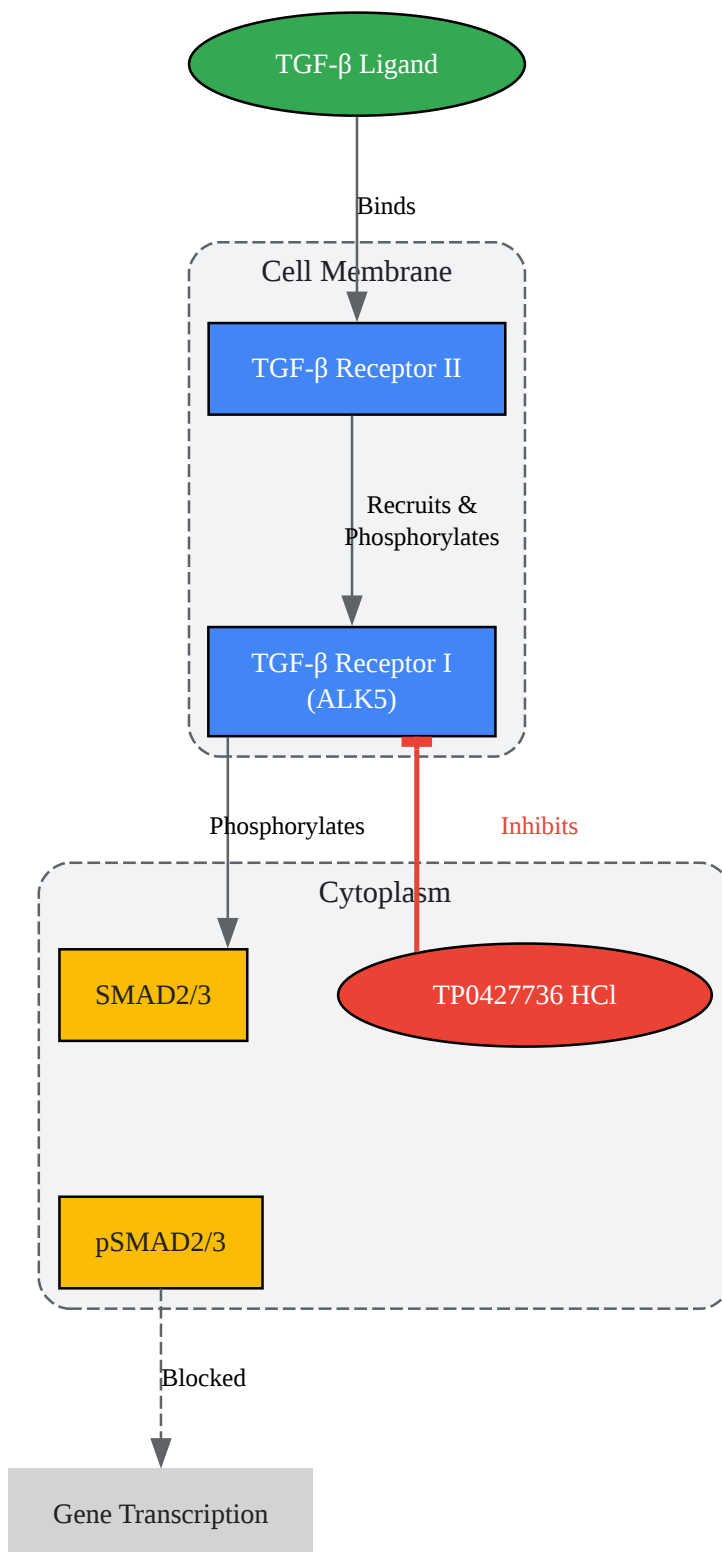 TGF-β Ligand
Binds
Cell Membrane
TGF-β Receptor II
Recruits &
Phosphorylates
TGF-β Receptor I
(ALK5)
Phosphorylates
Inhibits
Cytoplasm
SMAD2/3
TP0427736 HCl
pSMAD2/3
Blocked
Gene Transcription